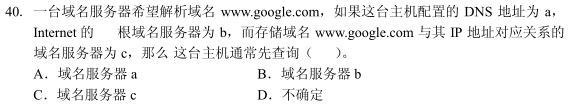 40. 一台域名服务器希望解析域名 www.google.com，如果这台主机配置的 DNS 地址为 a，
Internet 的 根域名服务器为 b，而存储域名 www.google.com 与其 IP 地址对应关系的
域名服务器为 c，那么 这台主机通常先查询（ ）。
A．域名服务器 a B．域名服务器 b
C．域名服务器 c D．不确定